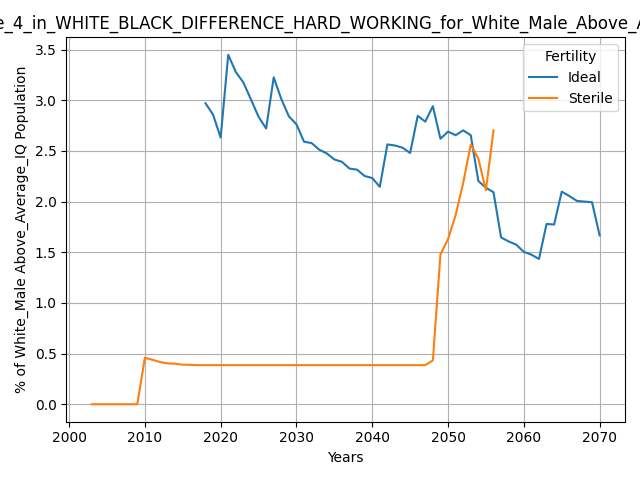 e_4_in_WHITE_BLACK_DIFFERENCE_HARD_WORKING_for_White_Male_Above_A
% of White_Male Above_Average_IQ Population
3.5
3.0
2.5
2.0
1.5
1.0
0.5
0.0
Fertility
Ideal
Sterile
2000 2010 2020 2030 2040 2050 2060 2070
Years